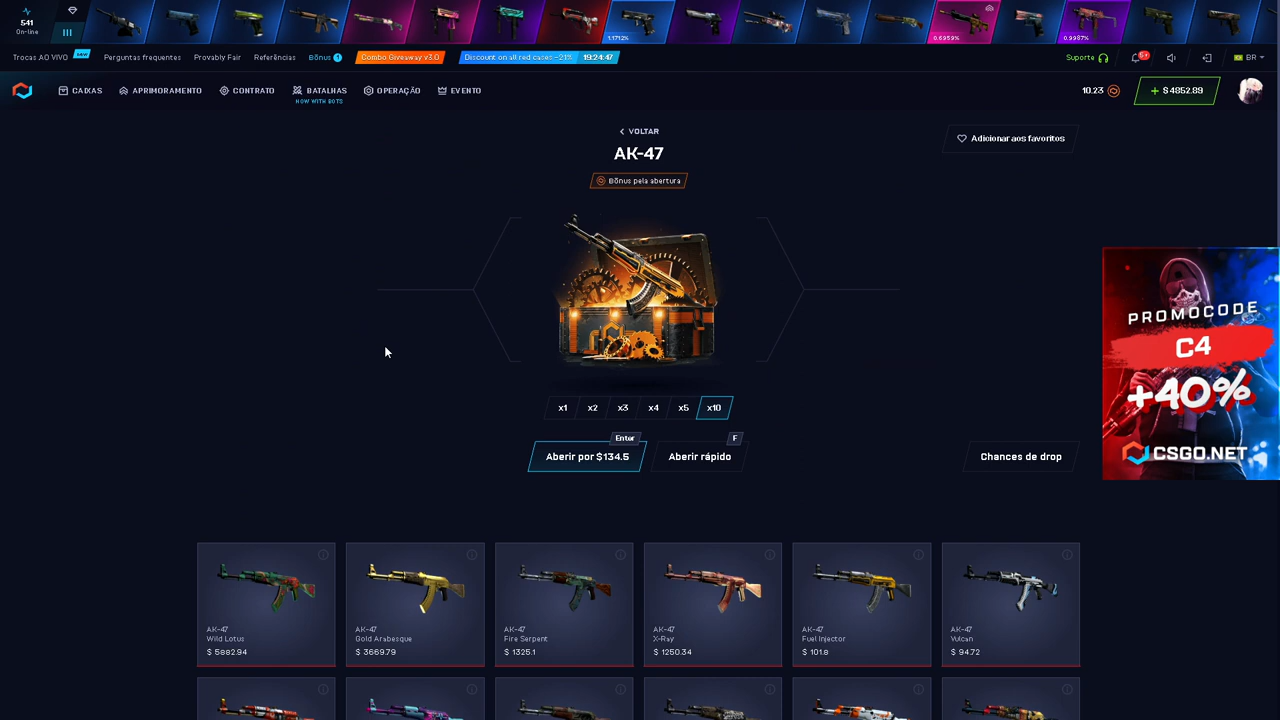 541
On-line
1.1712%
0.6959%
0.9987%
Trocas AO VIVO NEW
Perguntas frequentes
Provably Fair
Referências
Bônus 1
Combo Giveaway v3.0
Discount on all red cases -21% 19:24:47
Suporte
5+
BR
CAIXAS
APRIMORAMENTO
CONTRATO
BATALHAS
NOW WITH BOTS
OPERAÇÃO
EVENTO
10.23
+ $ 4852.89
VOLTAR
AK-47
Bônus pela abertura
Adicionar aos favoritos
PROMOCODE
C4
+40%
CSGO.NET
x1 x2 x3 x4 x5 x10
Enter
F
Aberir por $134.5
Aberir rápido
Chances de drop
AK-47
Wild Lotus
$ 5882.94
AK-47
Gold Arabesque
$ 3669.79
AK-47
Fire Serpent
$ 1325.1
AK-47
X-Ray
$ 1250.34
AK-47
Fuel Injector
$ 101.8
AK-47
Vulcan
$ 94.72